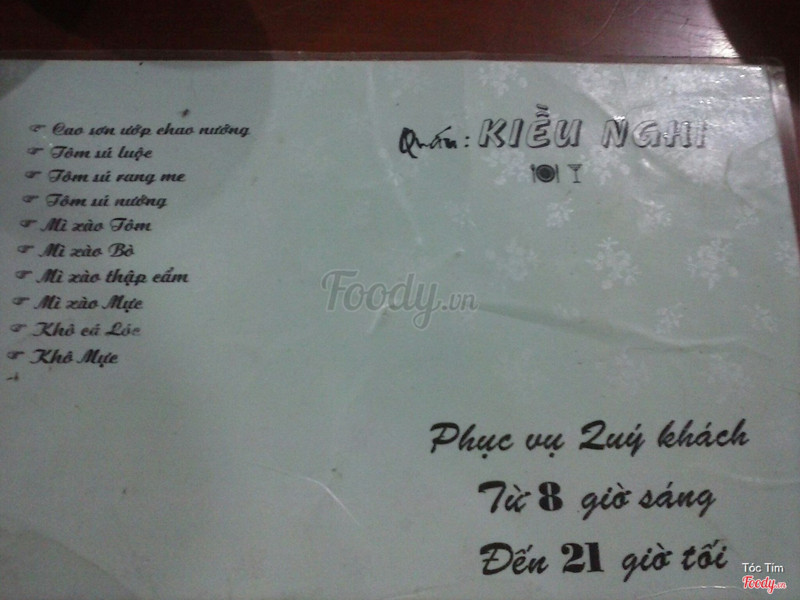 Cao sơn ướp chao nướng
Tôm sú luộc
Tôm sú rang me
Tôm sú nướng
Mì xào Tôm
Mì xào Bò
Mì xào thập cẩm
Mì xào Mực
Khô cá Lóc
Khô Mực
Quán: KIỀU NGHI
Foody.vn
Phục vụ Quý khách
Từ 8 giờ sáng
Đến 21 giờ tối
Tóc Tim
Foody.vn